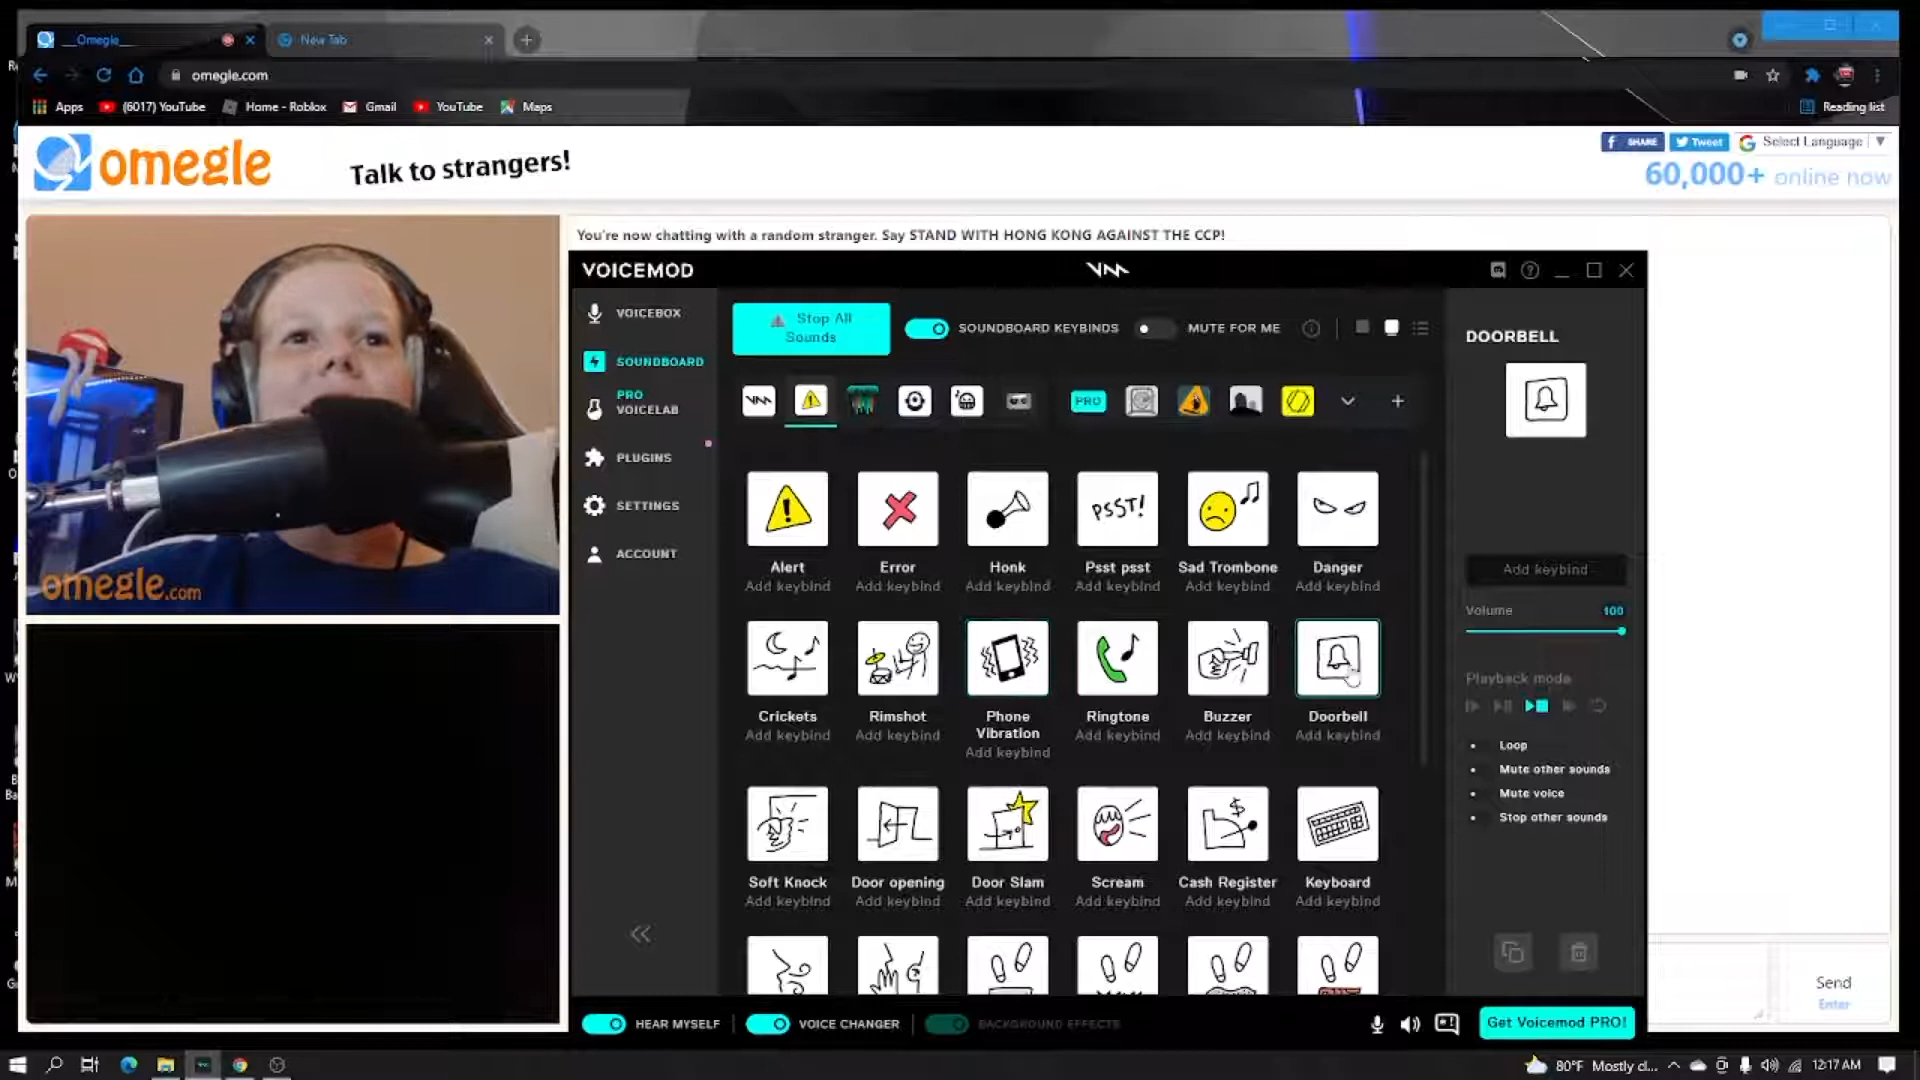 __Omegle__
New Tab
omegle.com
Apps
(6017) YouTube
Home - Roblox
Gmail
YouTube
Maps
Reading list
omegle
Talk to strangers!
SHARE
Tweet
Select Language
60,000+ online now
You're now chatting with a random stranger. Say STAND WITH HONG KONG AGAINST THE CCP!
omegle.com
VOICEMOD
VOICEBOX
SOUNDBOARD
PRO
VOICELAB
PLUGINS
SETTINGS
ACCOUNT
Stop All
Sounds
SOUNDBOARD KEYBINDS
MUTE FOR ME
PRO
PSST!
Alert
Add keybind
Error
Add keybind
Honk
Add keybind
Psst psst
Add keybind
Sad Trombone
Add keybind
Danger
Add keybind
Crickets
Add keybind
Rimshot
Add keybind
Phone
Vibration
Add keybind
Ringtone
Add keybind
Buzzer
Add keybind
Doorbell
Add keybind
Soft Knock
Add keybind
Door opening
Add keybind
Door Slam
Add keybind
Scream
Add keybind
Cash Register
Add keybind
Keyboard
Add keybind
DOORBELL
Add keybind
Volume
100
Playback mode
Loop
Mute other sounds
Mute voice
Stop other sounds
HEAR MYSELF
VOICE CHANGER
BACKGROUND EFFECTS
Get Voicemod PRO!
Send
Enter
80°F Mostly cl...
12:17 AM